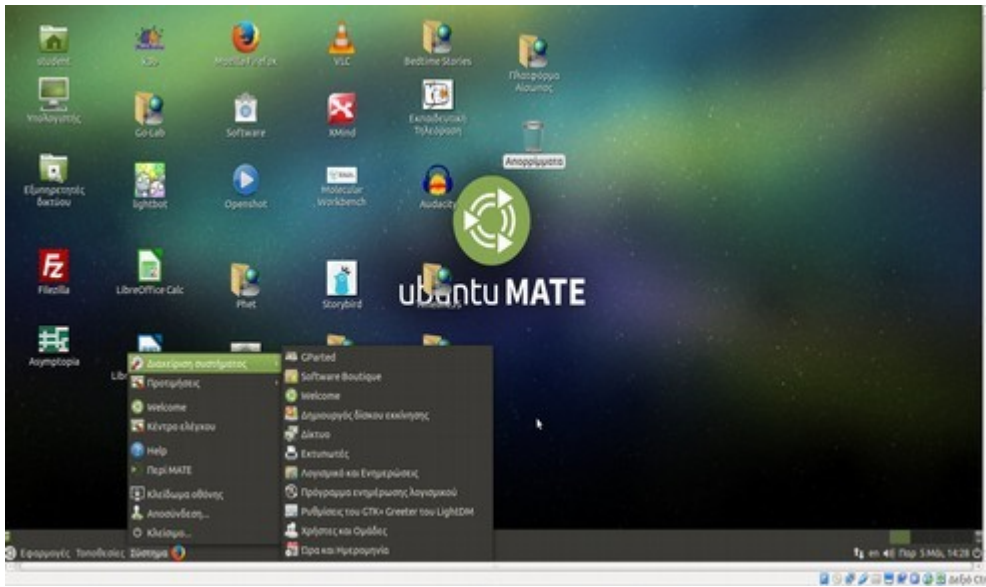 student
Mozilla Firefox
VLC
Bedtime Stories
Πλατφόρμα
Αίσωπος
Υπολογιστής
Go-Lab
Software
XMind
Εκπαιδευτική
Τηλεόραση
Απορρίμματα
Εξυπηρετητές
δικτύου
lightbot
Openshot
Molecular
Workbench
Audacity
ubuntu MATE
Filezilla
LibreOffice Calc
Phet
Storybird
Asymptopia
Διαχείριση συστήματος
Προτιμήσεις
Welcome
Κέντρο ελέγχου
Help
Περί MATE
Κλείδωμα οθόνης
Αποσύνδεση...
Κλείσιμο...
GParted
Software Boutique
Welcome
Δημιουργός δίσκου εκκίνησης
Δίκτυο
Εκτυπωτές
Λογισμικό και Ενημερώσεις
Πρόγραμμα ενημέρωσης λογισμικού
Ρυθμίσεις του GTK+ Greeter του LightDM
Χρήστες και Ομάδες
Ώρα και Ημερομηνία
Εφαρμογές Τοποθεσίες Σύστημα
en Παρ 5 Μάι, 14:28